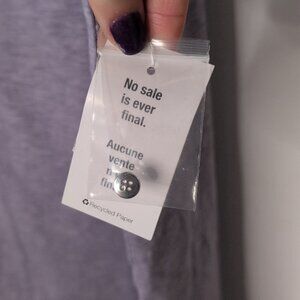 No sale
is ever
final.
Aucune
vente
Recycled Paper